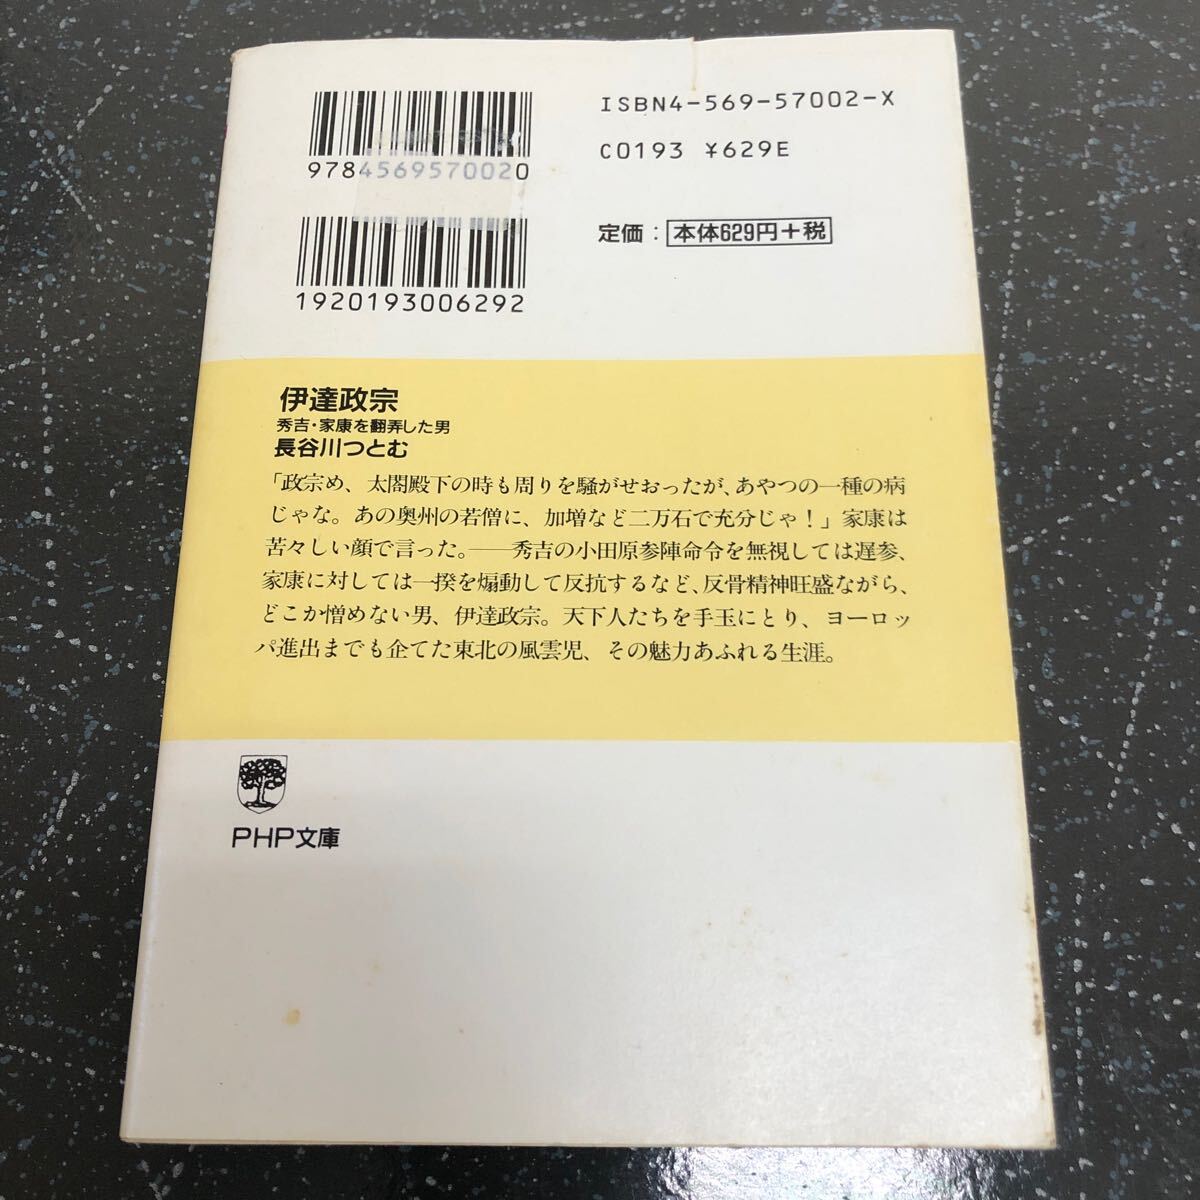 9784569570020
ISBN4-569-57002-X
C0193 ¥629E
1920193006292
定価：本体629円+税
伊達政宗
秀吉・家康を翻弄した男
長谷川つとむ
「政宗め、太閤殿下の時も周りを騒がせおったが、あやつの一種の病
じゃな。あの奥州の若僧に、加増など二万石で充分じゃ！」家康は
苦々しい顔で言った。──秀吉の小田原参陣命令を無視しては遅参、
家康に対しては一揆を煽動して反抗するなど、反骨精神旺盛ながら、
どこか憎めない男、伊達政宗。天下人たちを手玉にとり、ヨーロッ
パ進出までも企てた東北の風雲児、その魅力あふれる生涯。
PHP文庫